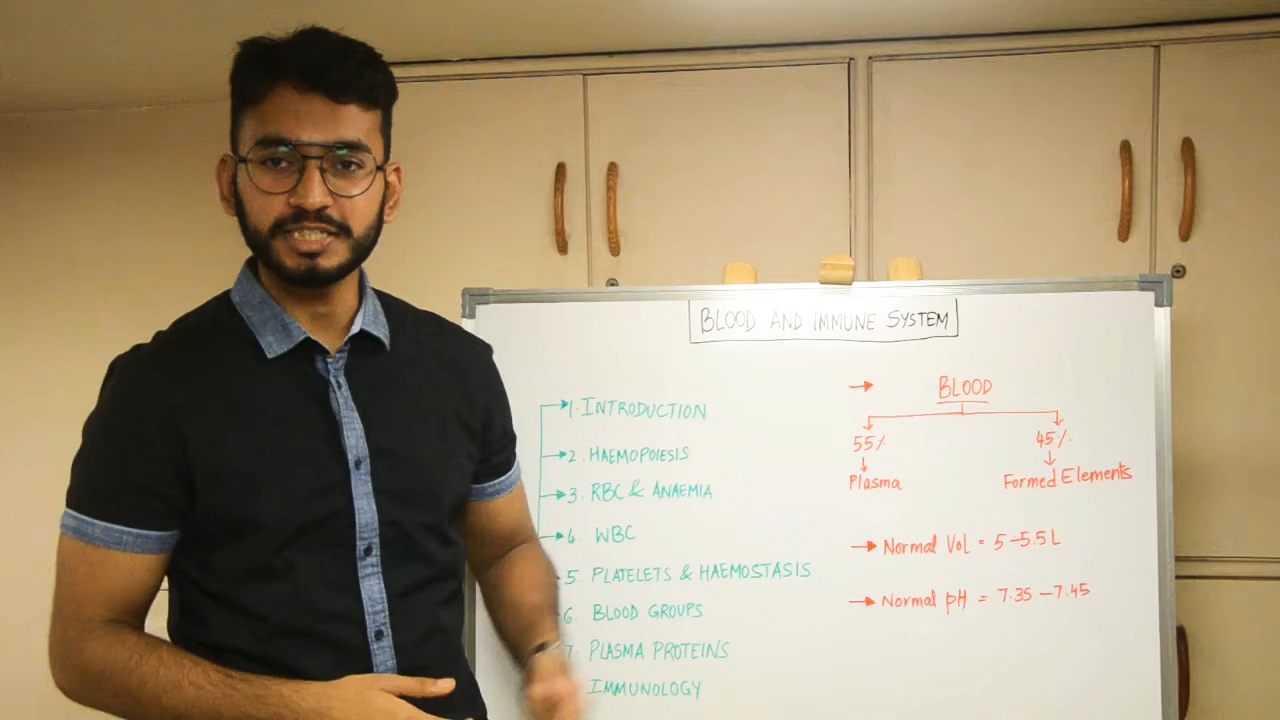 BLOOD AND IMMUNE SYSTEM
1. INTRODUCTION
2. HAEMOPOIESIS
3. RBC & ANAEMIA
4. WBC
5. PLATELETS & HAEMOSTASIS
6. BLOOD GROUPS
7. PLASMA PROTEINS
IMMUNOLOGY
→ BLOOD
55% 45%
Plasma Formed Elements
→ Normal Vol = 5-5.5L
→ Normal pH = 7.35-7.45